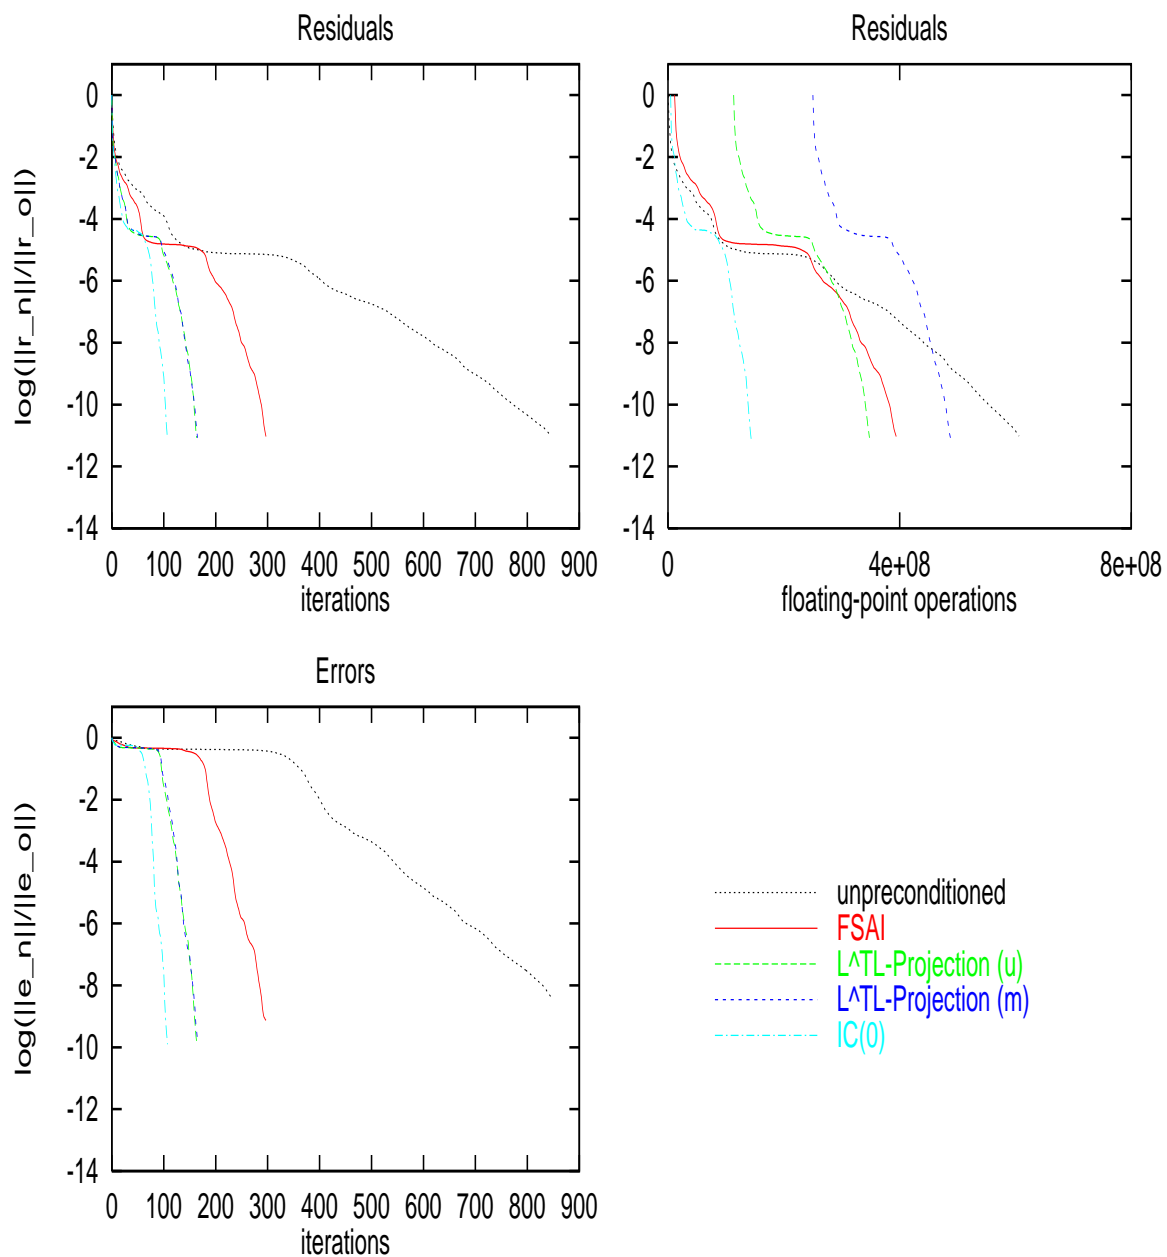 Residuals
0
-2
-4
-6
-8
-10
-12
-14
log(||r_n||/||r_o||)
0 100 200 300 400 500 600 700 800 900
iterations
Residuals
0
-2
-4
-6
-8
-10
-12
-14
0 4e+08 8e+08
floating-point operations
Errors
0
-2
-4
-6
-8
-10
-12
-14
log(||e_n||/||e_o||)
0 100 200 300 400 500 600 700 800 900
iterations
unpreconditioned
FSAI
L^TL-Projection (u)
L^TL-Projection (m)
IC(0)